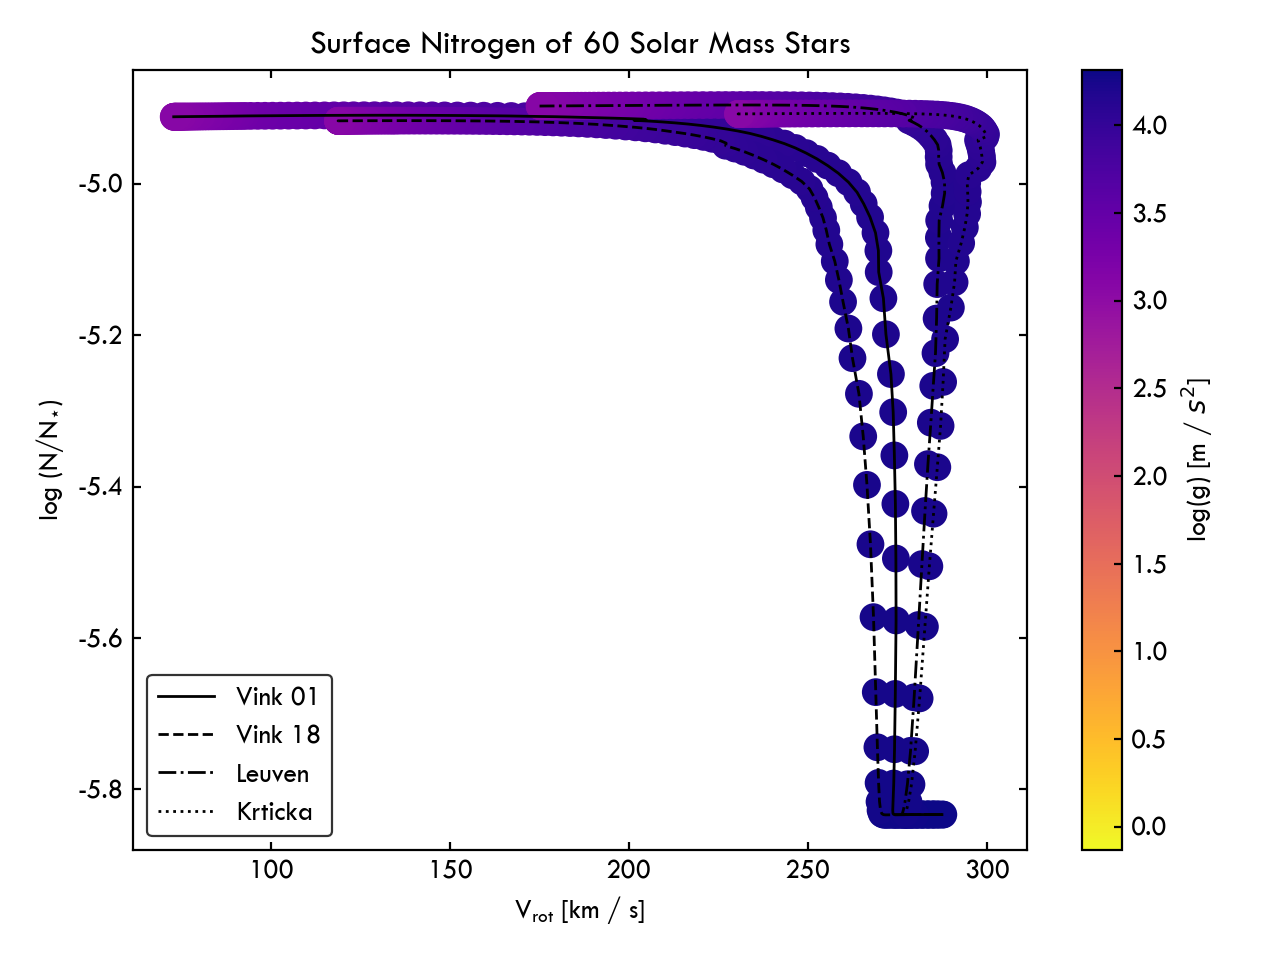 Surface Nitrogen of 60 Solar Mass Stars
log (N/N⋆)
-5.0
-5.2
-5.4
-5.6
-5.8
Vink 01
Vink 18
Leuven
Krticka
100
150
200
250
300
V_rot [km / s]
4.0
3.5
3.0
2.5
2.0
1.5
1.0
0.5
0.0
log(g) [m / s²]